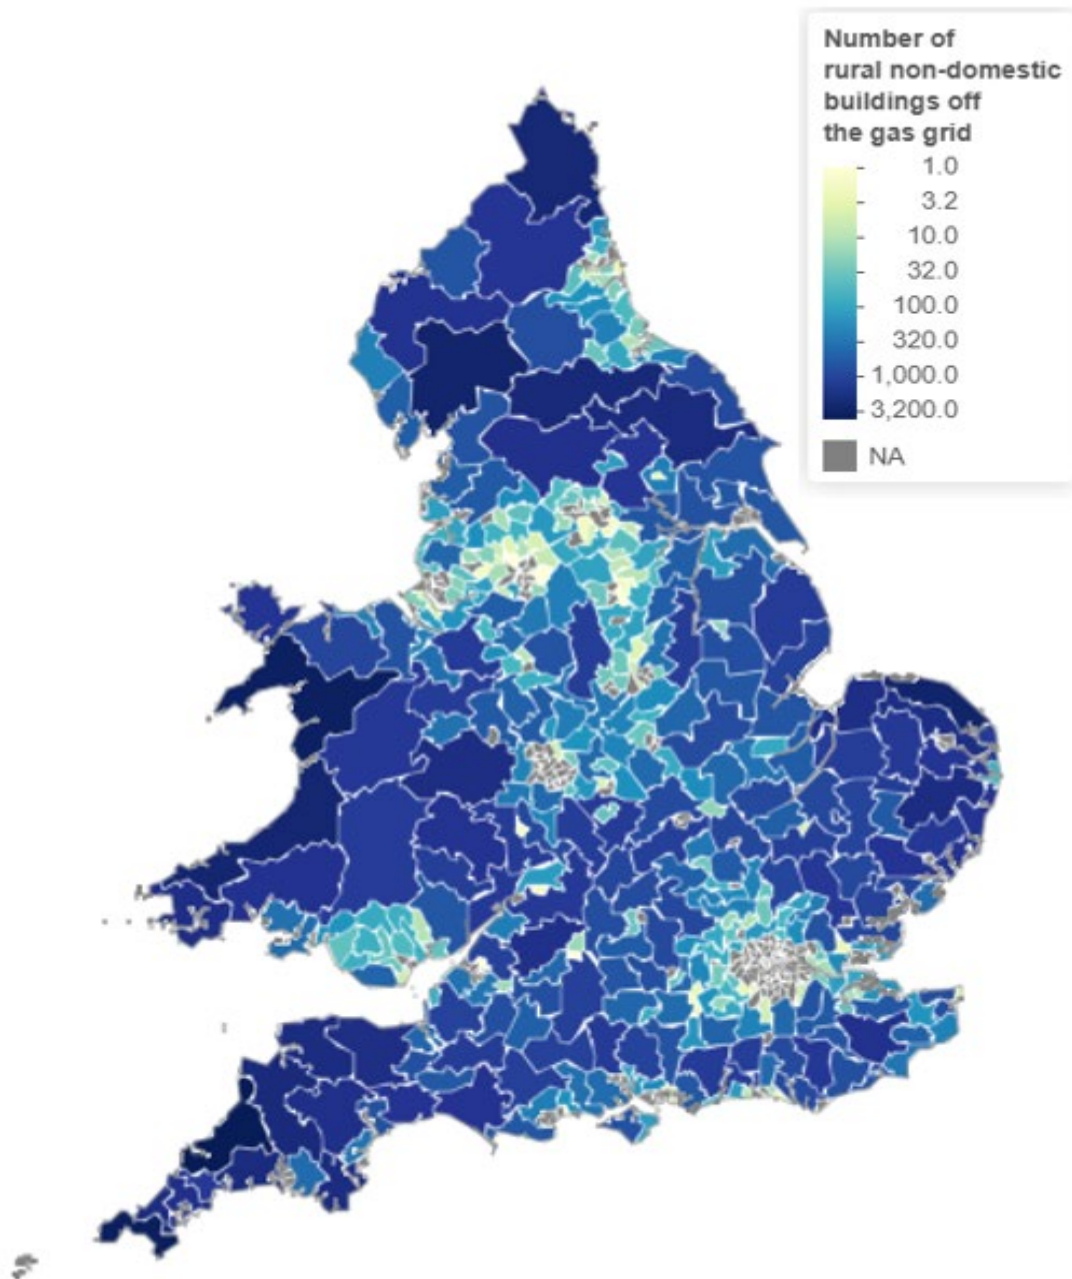 Number of
rural non-domestic
buildings off
the gas grid
1.0
3.2
10.0
32.0
100.0
320.0
1,000.0
3,200.0
NA